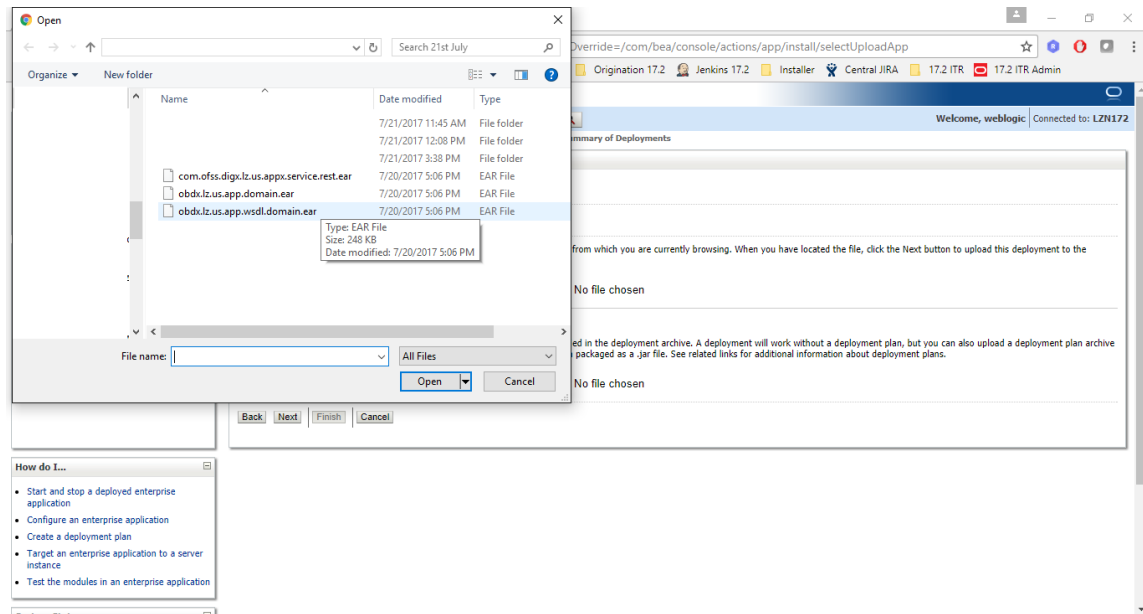 Open
Search 21st July
Override=/com/bea/console/actions/app/install/selectUploadApp
Organize
New folder
Origination 17.2
Jenkins 17.2
Installer
Central JIRA
17.2 ITR
17.2 ITR Admin
Name
Date modified
Type
7/21/2017 11:45 AM File folder
7/21/2017 12:08 PM File folder
7/21/2017 3:38 PM File folder
com.ofss.digx.lz.us.appx.service.rest.ear 7/20/2017 5:06 PM EAR File
obdx.lz.us.app.domain.ear 7/20/2017 5:06 PM EAR File
obdx.lz.us.app.wsdl.domain.ear 7/20/2017 5:06 PM EAR File
Type: EAR File
Size: 248 KB
Date modified: 7/20/2017 5:06 PM
File name:
All Files
Open
Cancel
Welcome, weblogic
Connected to: LZN172
mmary of Deployments
from which you are currently browsing. When you have located the file, click the Next button to upload this deployment to the
No file chosen
ed in the deployment archive. A deployment will work without a deployment plan, but you can also upload a deployment plan archive
packaged as a .jar file. See related links for additional information about deployment plans.
No file chosen
Back Next Finish Cancel
How do I...
• Start and stop a deployed enterprise
application
• Configure an enterprise application
• Create a deployment plan
• Target an enterprise application to a server
instance
• Test the modules in an enterprise application